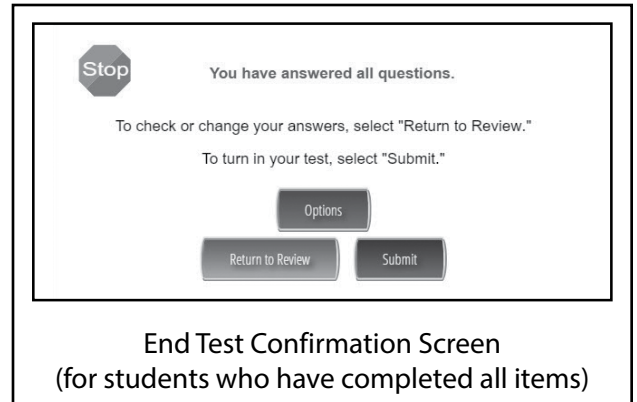 Stop
You have answered all questions.
To check or change your answers, select "Return to Review."
To turn in your test, select "Submit."
Options
Return to Review
Submit
End Test Confirmation Screen
(for students who have completed all items)